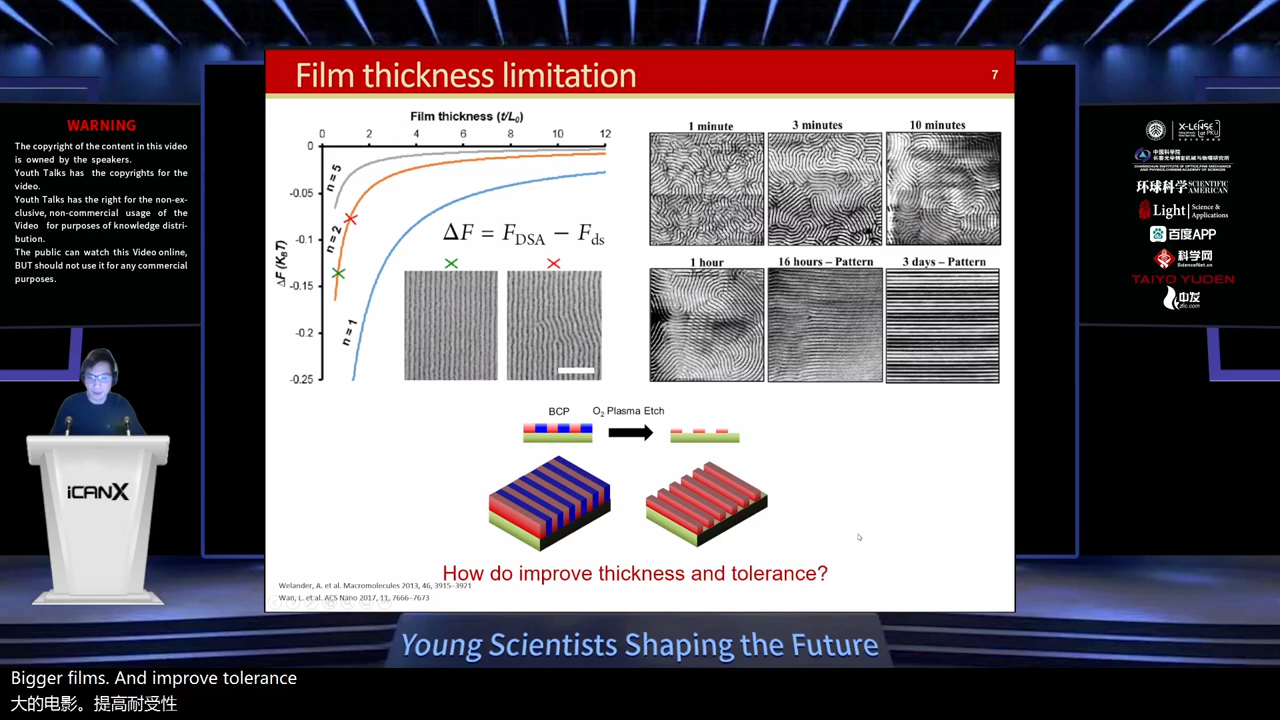 Film thickness limitation
7
WARNING
The copyright of the content in this video
is owned by the speakers.
Youth Talks has the copyrights for the
video.
Youth Talks has the right for the non-ex-
clusive, non-commercial usage of the
Video for purposes of knowledge distri-
bution.
The public can watch this Video online,
BUT should not use it for any commercial
purposes.
Film thickness (t/L₀)
0 2 4 6 8 10 12
0
-0.05
-0.1
-0.15
-0.2
-0.25
ΔF (K_BT)
n = 5
n = 2
n = 1
ΔF = F_DSA − F_ds
1 minute
3 minutes
10 minutes
1 hour
16 hours – Pattern
3 days – Pattern
BCP
O₂ Plasma Etch
How do improve thickness and tolerance?
Welander, A. et al. Macromolecules 2013, 46, 3915–3921
Wan, L. et al. ACS Nano 2017, 11, 7666–7673
X-LENSE
PKU
中国科学院
长春光学精密机械与物理研究所
环球科学 SCIENTIFIC AMERICAN
Light Science & Applications
百度APP
科学网
ScienceNet.cn
TAIYO YUDEN
中发
iCANX
Young Scientists Shaping the Future
Bigger films. And improve tolerance
大的电影。提高耐受性